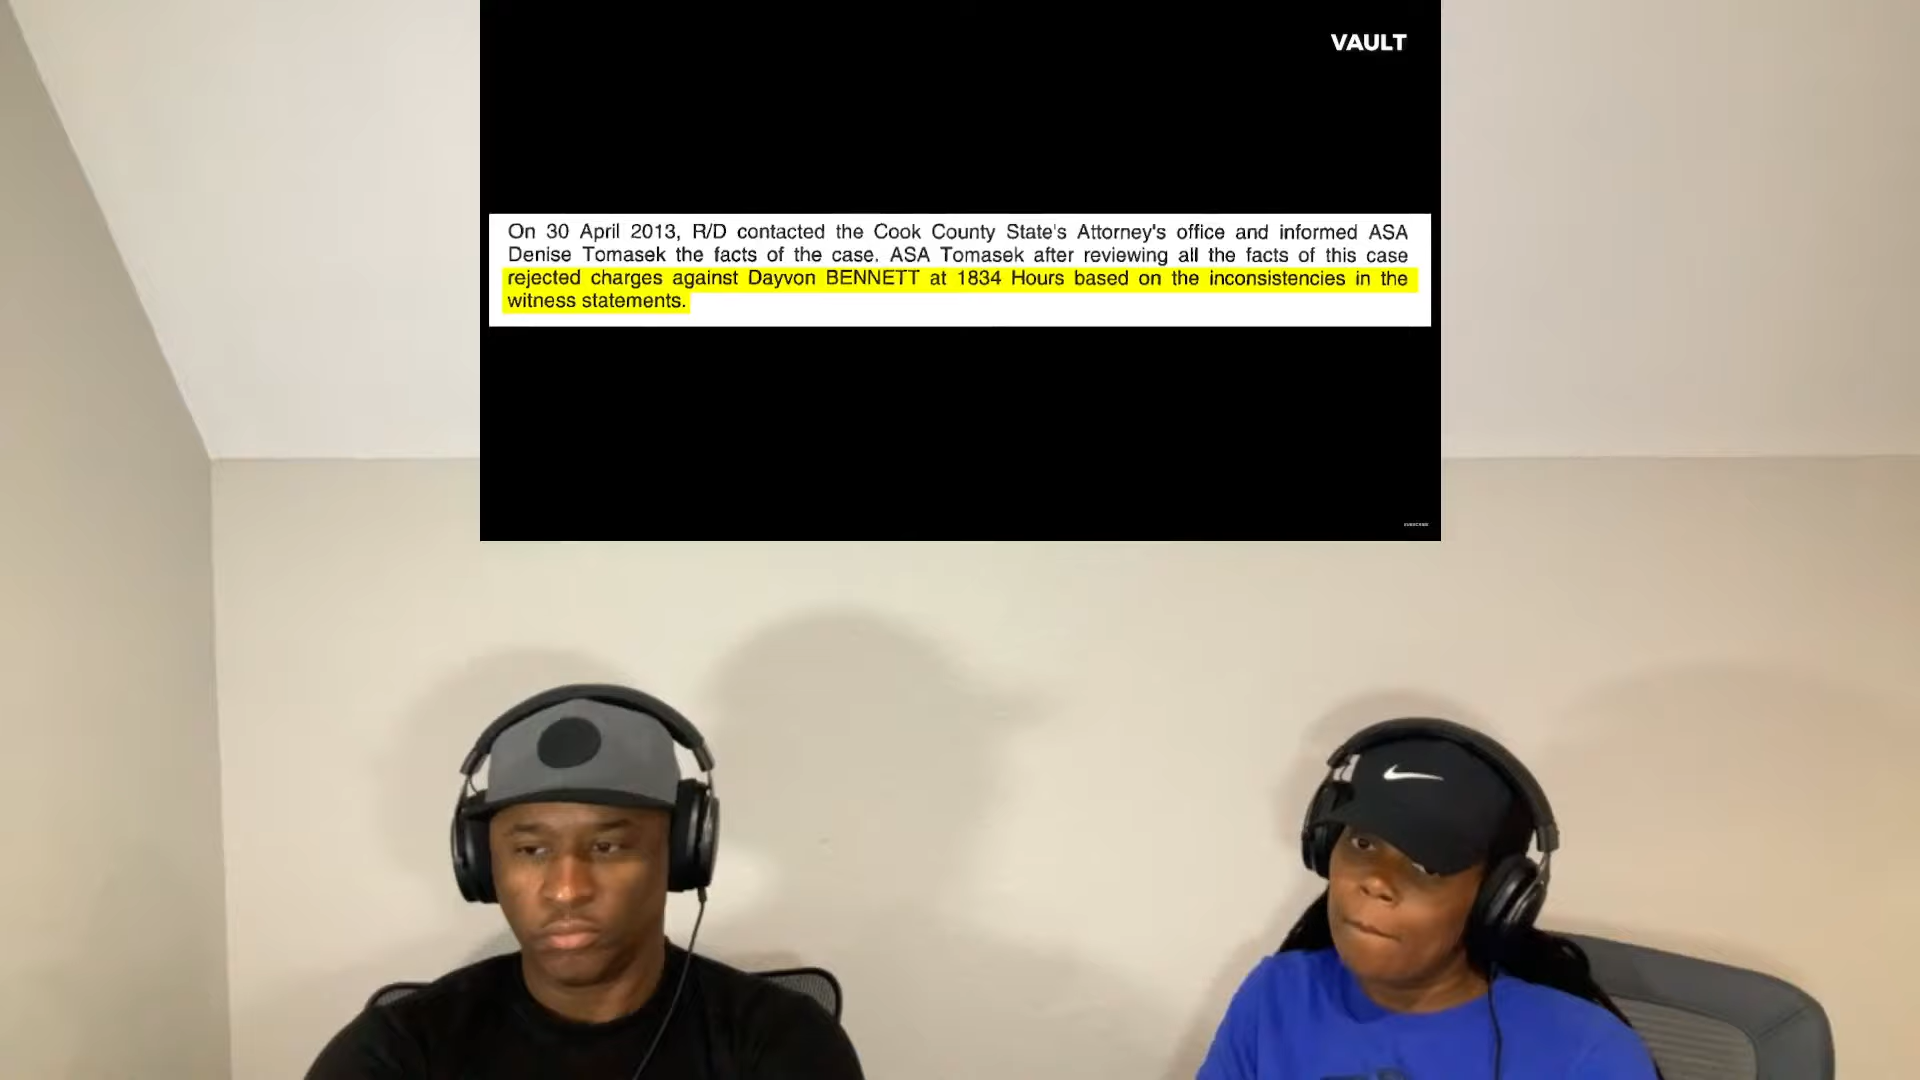 VAULT
On 30 April 2013, R/D contacted the Cook County State's Attorney's office and informed ASA
Denise Tomasek the facts of the case. ASA Tomasek after reviewing all the facts of this case
rejected charges against Dayvon BENNETT at 1834 Hours based on the inconsistencies in the
witness statements.
SUBSCRIBE